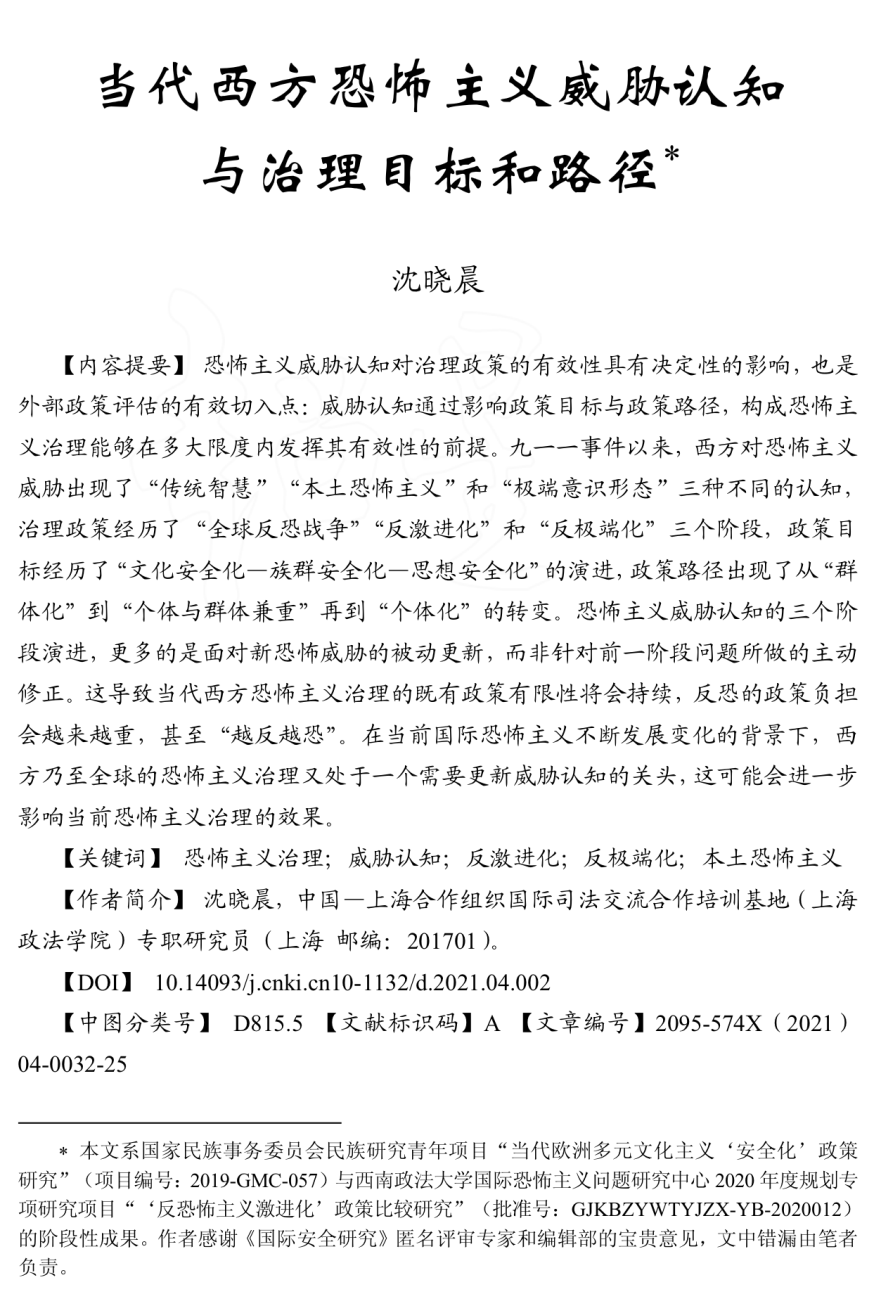 当代西方恐怖主义威胁认知
与治理目标和路径*
沈晓晨
【内容提要】 恐怖主义威胁认知对治理政策的有效性具有决定性的影响，也是
外部政策评估的有效切入点：威胁认知通过影响政策目标与政策路径，构成恐怖主
义治理能够在多大限度内发挥其有效性的前提。九一一事件以来，西方对恐怖主义
威胁出现了“传统智慧”“本土恐怖主义”和“极端意识形态”三种不同的认知，
治理政策经历了“全球反恐战争”“反激进化”和“反极端化”三个阶段，政策目
标经历了“文化安全化—族群安全化—思想安全化”的演进，政策路径出现了从“群
体化”到“个体与群体兼重”再到“个体化”的转变。恐怖主义威胁认知的三个阶
段演进，更多的是面对新恐怖威胁的被动更新，而非针对前一阶段问题所做的主动
修正。这导致当代西方恐怖主义治理的既有政策有限性将会持续，反恐的政策负担
会越来越重，甚至“越反越恐”。在当前国际恐怖主义不断发展变化的背景下，西
方乃至全球的恐怖主义治理又处于一个需要更新威胁认知的关头，这可能会进一步
影响当前恐怖主义治理的效果。
【关键词】 恐怖主义治理；威胁认知；反激进化；反极端化；本土恐怖主义
【作者简介】 沈晓晨，中国—上海合作组织国际司法交流合作培训基地（上海
政法学院）专职研究员（上海 邮编：201701）。
【DOI】 10.14093/j.cnki.cn10-1132/d.2021.04.002
【中图分类号】 D815.5 【文献标识码】A 【文章编号】2095-574X（2021）
04-0032-25
* 本文系国家民族事务委员会民族研究青年项目“当代欧洲多元文化主义‘安全化’政策
研究”（项目编号：2019-GMC-057）与西南政法大学国际恐怖主义问题研究中心 2020 年度规划专
项研究项目“‘反恐怖主义激进化’政策比较研究”（批准号：GJKBZYWTYJZX-YB-2020012）
的阶段性成果。作者感谢《国际安全研究》匿名评审专家和编辑部的宝贵意见，文中错漏由笔者
负责。